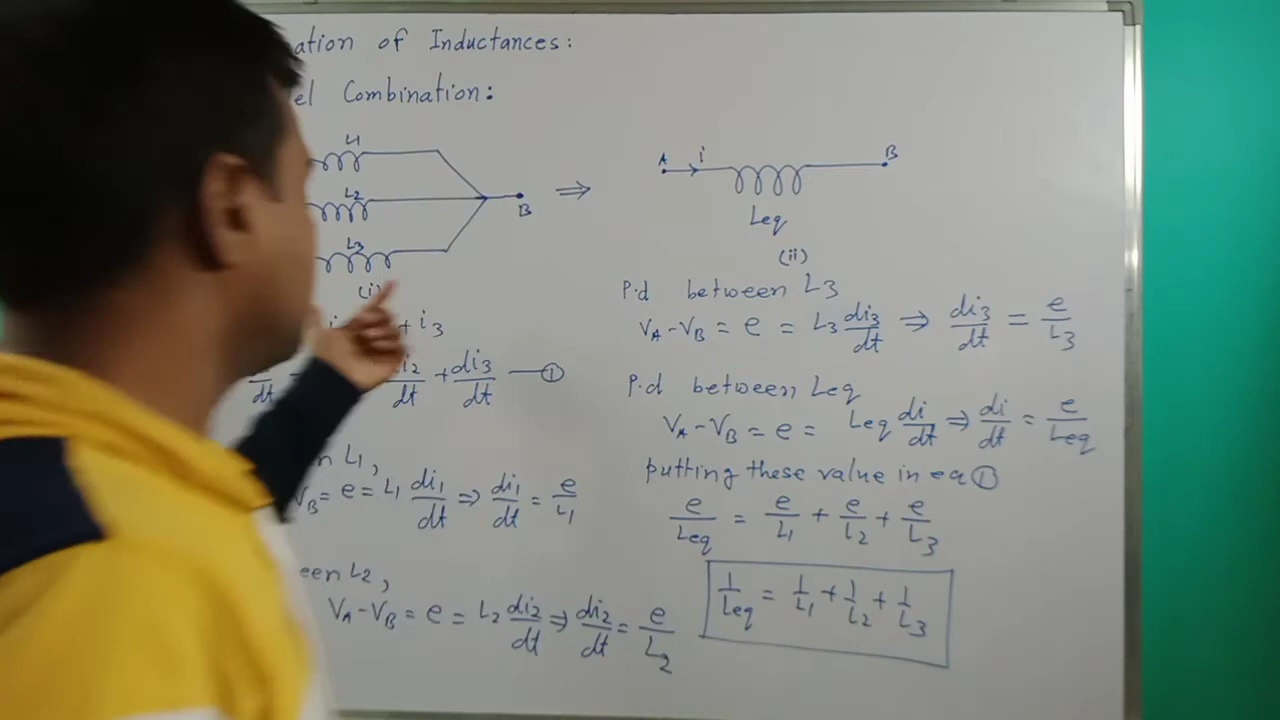 ation of Inductances:
el Combination:
L1
L2
L3
B
(i)
⇒
A i B
Leq
(ii)
+ i3
dt di2/dt + di3/dt — ①
L1,
VB = e = L1 di1/dt ⇒ di1/dt = e/L1
een L2,
VA - VB = e = L2 di2/dt ⇒ di2/dt = e/L2
P.d between L3
VA - VB = e = L3 di3/dt ⇒ di3/dt = e/L3
P.d between Leq
VA - VB = e = Leq di/dt ⇒ di/dt = e/Leq
putting these value in eq ①
e/Leq = e/L1 + e/L2 + e/L3
1/Leq = 1/L1 + 1/L2 + 1/L3